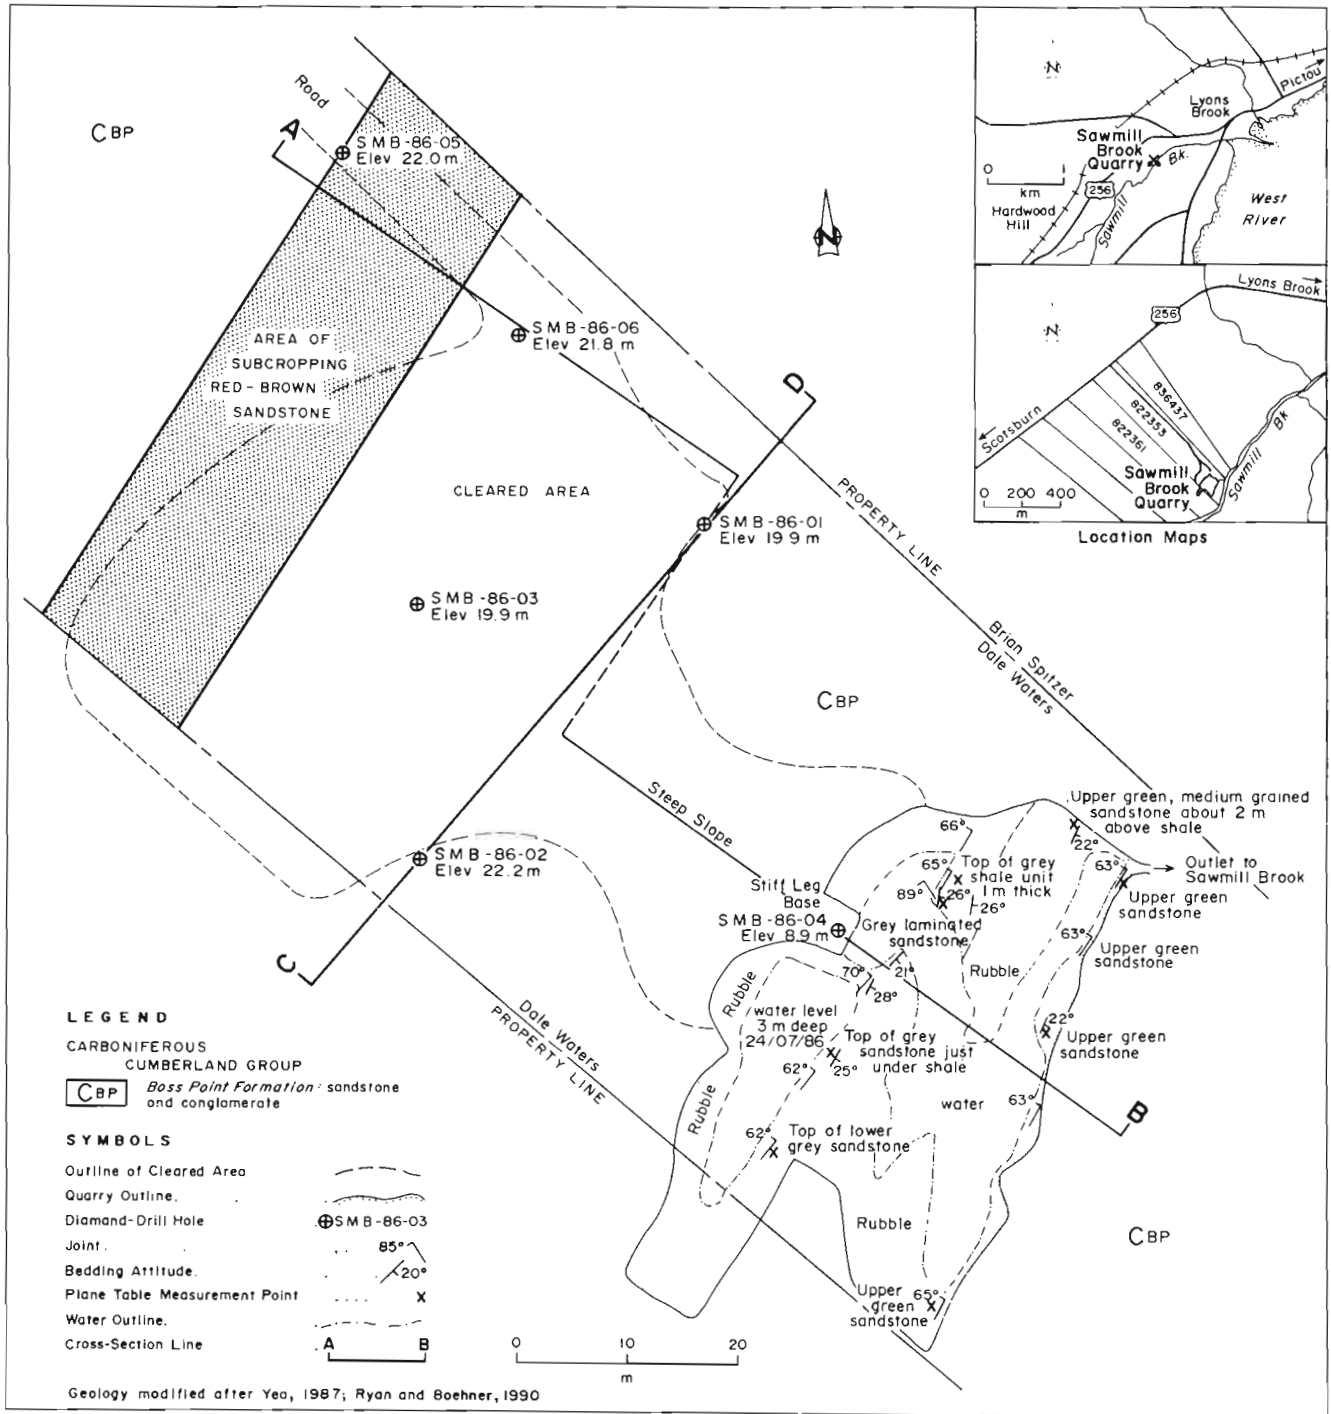 CBP
Road
A
SMB-86-05
Elev 22.0 m
SMB-86-06
Elev 21.8 m
N
AREA OF
SUBCROPPING
RED-BROWN
SANDSTONE
D
CLEARED AREA
SMB-86-01
Elev 19.9 m
SMB-86-03
Elev 19.9 m
PROPERTY LINE
Brian Spitzer
Dale Waters
CBP
Steep Slope
SMB-86-02
Elev 22.2m
C
Stiff Leg
Base
SMB-86-04
Elev 8.9 m
Upper green, medium grained
sandstone about 2 m
above shale
22°
66°
65°
Top of grey
shale unit
1m thick
89°
26°
26°
63°
Outlet to
Sawmill Brook
Upper green
sandstone
Grey laminated
sandstone
63°
Upper green
sandstone
Rubble
21°
70°
28°
Rubble
water level
3 m deep
24/07/86
Top of grey
sandstone just
under shale
25°
62°
22°
Upper green
sandstone
Dale Waters
PROPERTY LINE
Rubble
water
63°
B
62°
Top of lower
grey sandstone
Rubble
CBP
Upper
green
sandstone
65°
N
Pictou
Lyons
Brook
Sawmill
Brook
Quarry
Bk.
0 1
km
256
Hardwood
Hill
Sawmill
West
River
Lyons Brook
256
N
836437
822353
822361
Scotsburn
Sawmill
Brook
Quarry
Sawmill Bk
0 200 400
m
Location Maps
LEGEND
CARBONIFEROUS
CUMBERLAND GROUP
CBP
Boss Point Formation: sandstone
and conglomerate
SYMBOLS
Outline of Cleared Area
Quarry Outline.
Diamond-Drill Hole SMB-86-03
Joint. 85°
Bedding Attitude. 20°
Plane Table Measurement Point .... X
Water Outline.
Cross-Section Line A B
0 10 20
m
Geology modified after Yea, 1987; Ryan and Boehner, 1990